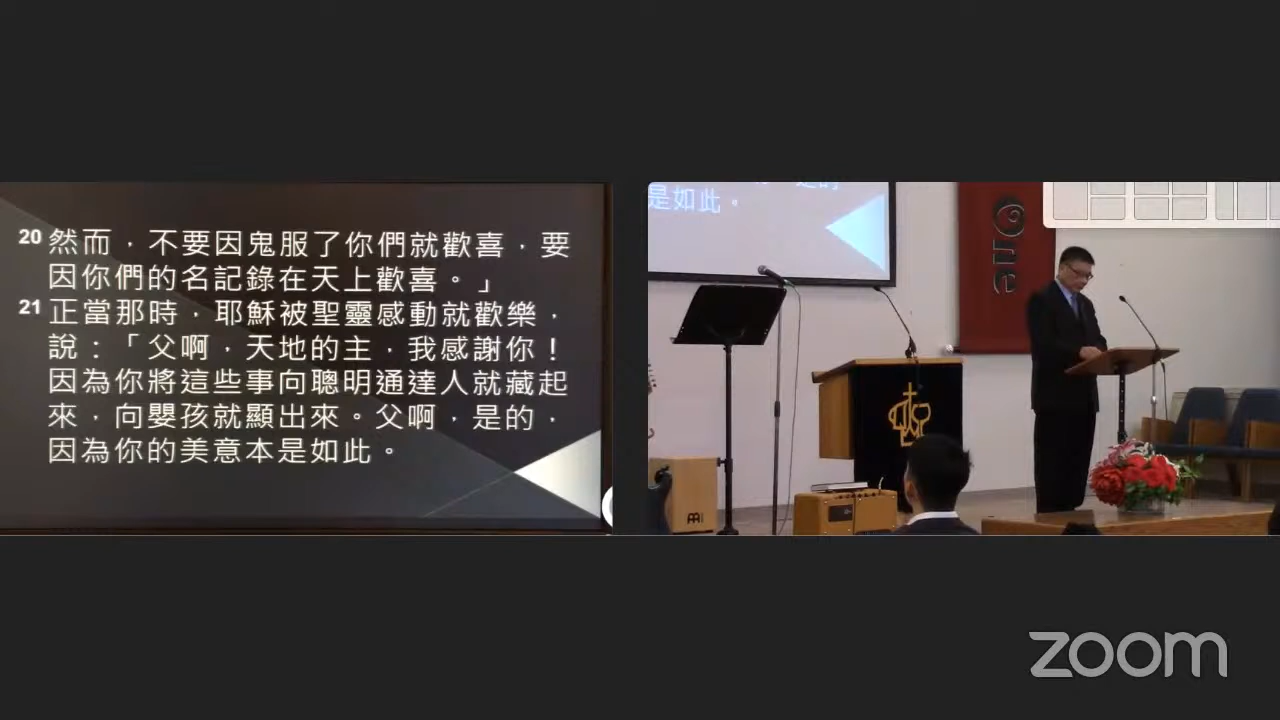 20 然而，不要因鬼服了你們就歡喜，要
因你們的名記錄在天上歡喜。」
21 正當那時，耶穌被聖靈感動就歡樂，
說：「父啊，天地的主，我感謝你！
因為你將這些事向聰明通達人就藏起
來，向嬰孩就顯出來。父啊，是的，
因為你的美意本是如此。
是如此。
One
zoom